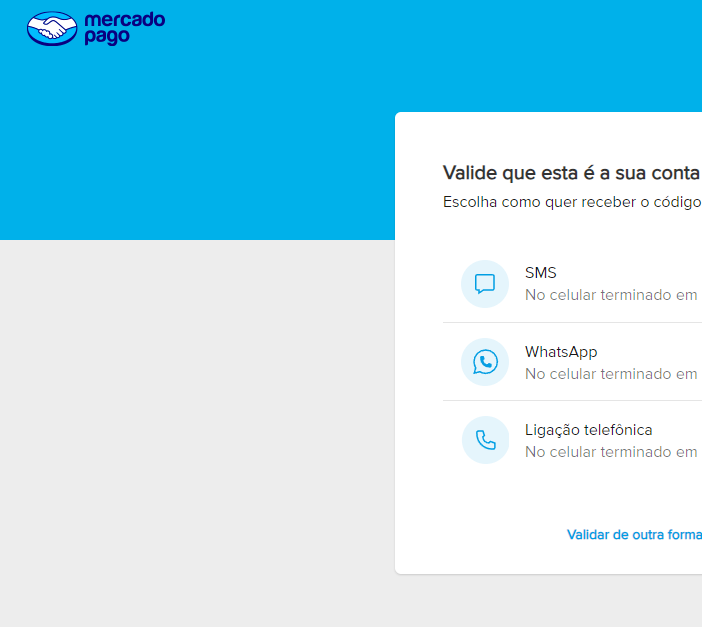 mercado
pago
Valide que esta é a sua conta
Escolha como quer receber o código
SMS
No celular terminado em
WhatsApp
No celular terminado em
Ligação telefônica
No celular terminado em
Validar de outra forma